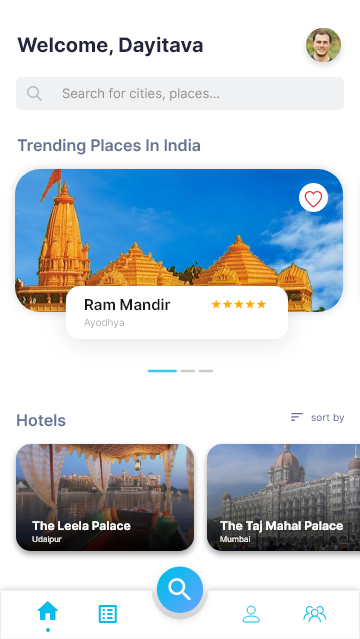 Welcome, Dayitava
Search for cities, places...
Trending Places In India
Ram Mandir
Ayodhya
Hotels
sort by
The Leela Palace
Udaipur
The Taj Mahal Palace
Mumbai